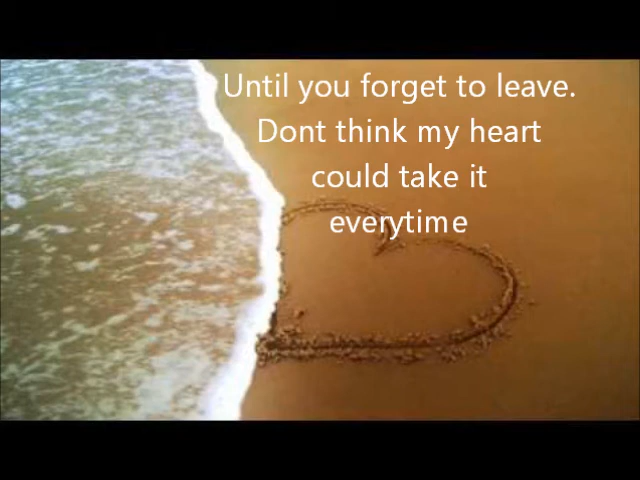 Until you forget to leave.
Dont think my heart
could take it
everytime